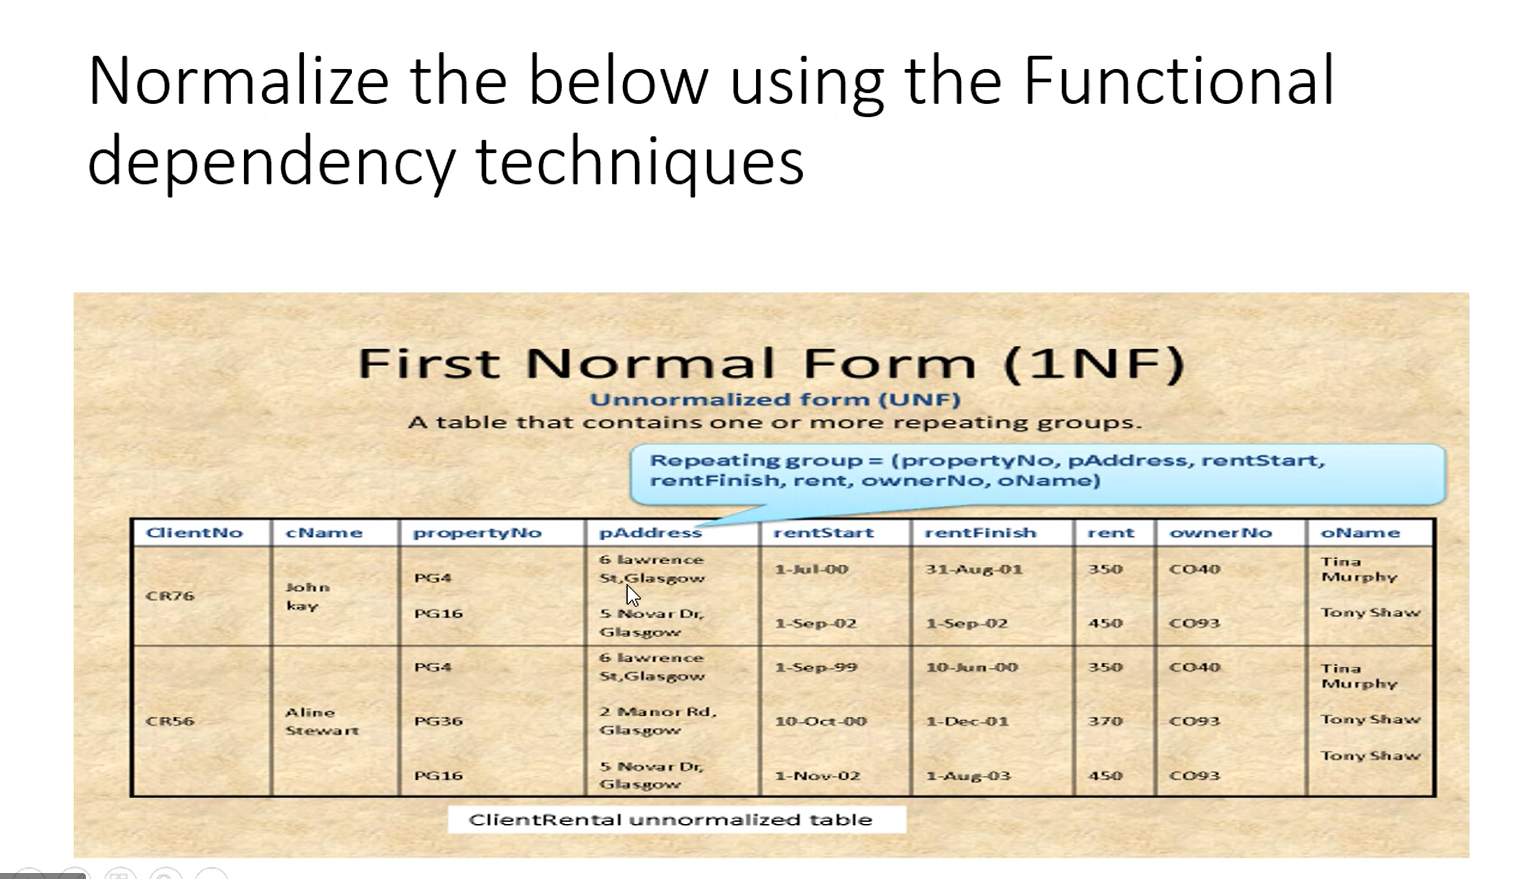 Normalize the below using the Functional
dependency techniques
First Normal Form (1NF)
Unnormalized form (UNF)
A table that contains one or more repeating groups.
Repeating group = (propertyNo, pAddress, rentStart,
rentFinish, rent, ownerNo, oName)
ClientNo cName propertyNo pAddress rentStart rentFinish rent ownerNo oName
CR76
John
kay
PG4
6 lawrence
St,Glasgow
1-Jul-00
31-Aug-01
350
CO40
Tina
Murphy
PG16
5 Novar Dr,
Glasgow
1-Sep-02
1-Sep-02
450
CO93
Tony Shaw
CR56
Aline
Stewart
PG4
6 lawrence
St,Glasgow
1-Sep-99
10-Jun-00
350
CO40
Tina
Murphy
PG36
2 Manor Rd,
Glasgow
10-Oct-00
1-Dec-01
370
CO93
Tony Shaw
PG16
5 Novar Dr,
Glasgow
1-Nov-02
1-Aug-03
450
CO93
Tony Shaw
ClientRental unnormalized table